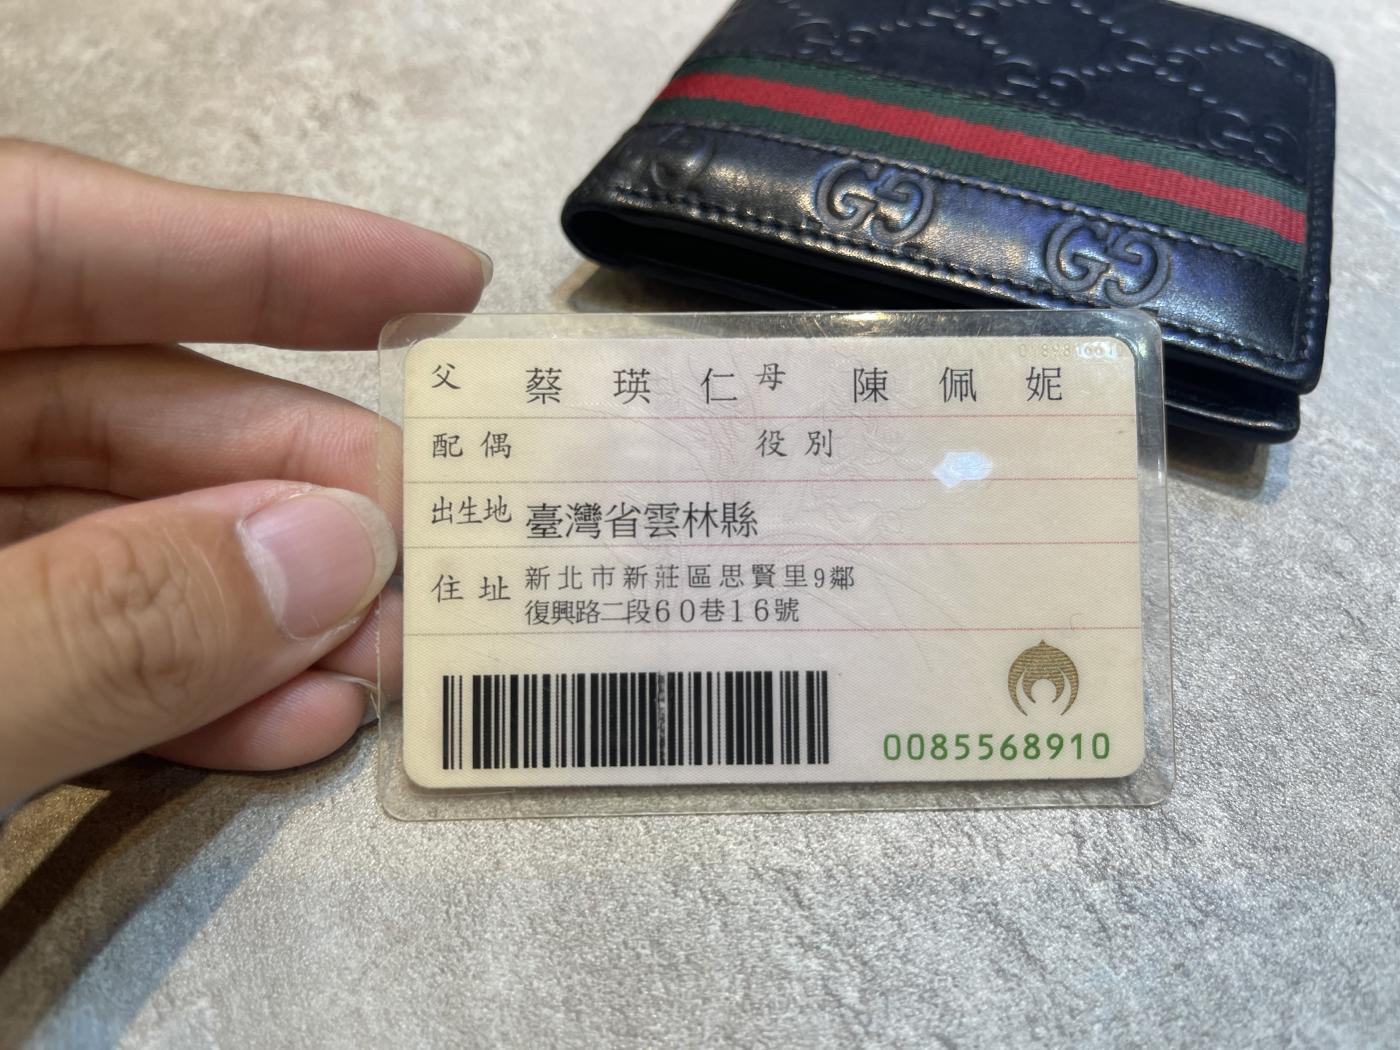 父 蔡瑛仁 母 陳佩妮
配偶 役別
出生地 臺灣省雲林縣
住址 新北市新莊區思賢里9鄰
復興路二段60巷16號
0085568910